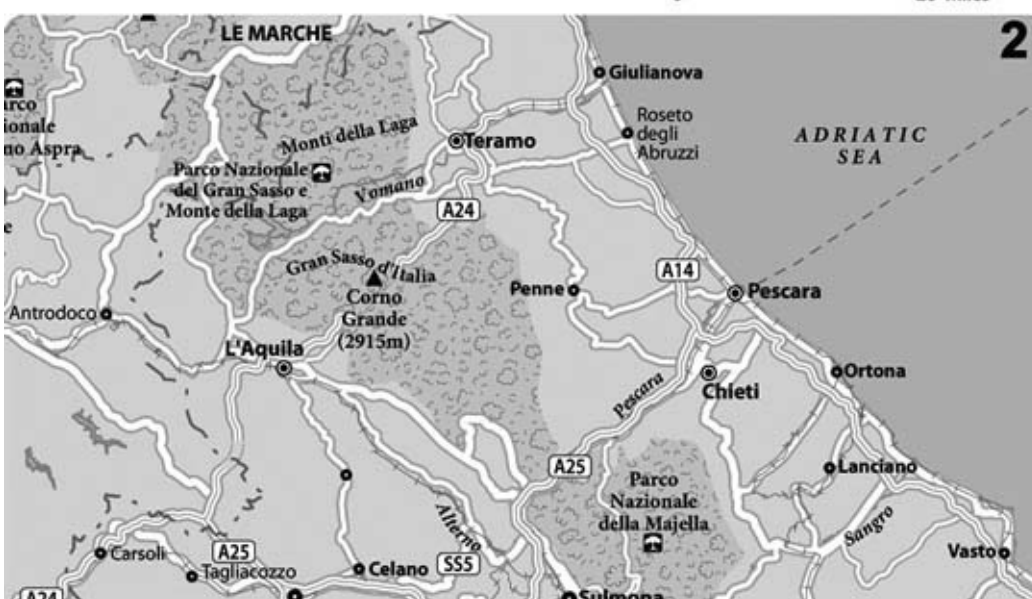 2
LE MARCHE
Giulianova
Roseto
degli
Abruzzi
ADRIATIC
SEA
Monti della Laga
Teramo
Parco Nazionale
del Gran Sasso e
Monte della Laga
Vomano
A24
Gran Sasso d'Italia
Corno
Grande
(2915m)
A14
Penne
Pescara
Antrodoco
L'Aquila
Chieti
Ortona
Pescara
A25
Lanciano
Parco
Nazionale
della Majella
Alterno
Sangro
Carsoli
A25
Tagliacozzo
Celano
SS5
Vasto
A24
Sulmona